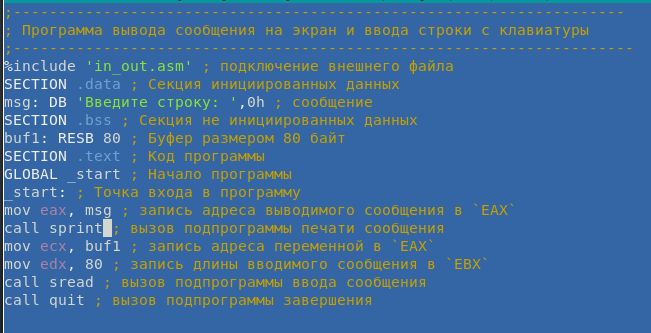 ;-----------------------------------------------------------------------
; Программа вывода сообщения на экран и ввода строки с клавиатуры
;------------------------------------------------------------------------
%include 'in_out.asm' ; подключение внешнего файла
SECTION .data ; Секция инициированных данных
msg: DB 'Введите строку: ',0h ; сообщение
SECTION .bss ; Секция не инициированных данных
buf1: RESB 80 ; Буфер размером 80 байт
SECTION .text ; Код программы
GLOBAL _start ; Начало программы
_start: ; Точка входа в программу
mov eax, msg ; запись адреса выводимого сообщения в `EAX`
call sprint ; вызов подпрограммы печати сообщения
mov ecx, buf1 ; запись адреса переменной в `EAX`
mov edx, 80 ; запись длины вводимого сообщения в `EBX`
call sread ; вызов подпрограммы ввода сообщения
call quit ; вызов подпрограммы завершения